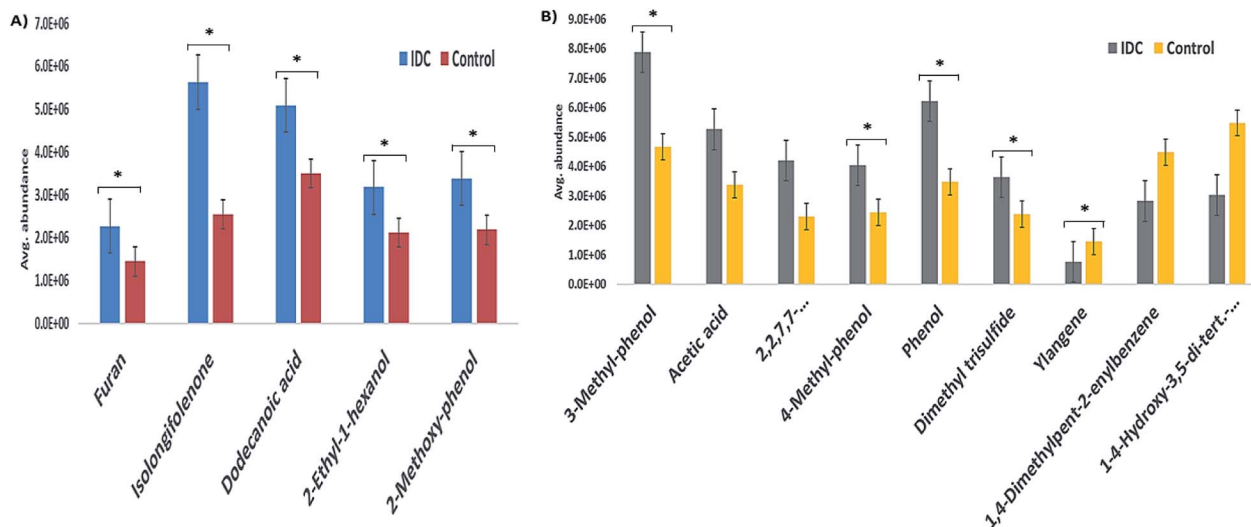 A)
Avg. abundance
7.0E+06
6.0E+06
5.0E+06
4.0E+06
3.0E+06
2.0E+06
1.0E+06
0.0E+00
IDC Control
*
*
*
*
*
Furan
Isolongifolenone
Dodecanoic acid
2-Ethyl-1-hexanol
2-Methoxy-phenol
B)
Avg. abundance
9.0E+06
8.0E+06
7.0E+06
6.0E+06
5.0E+06
4.0E+06
3.0E+06
2.0E+06
1.0E+06
0.0E+00
IDC Control
*
*
*
*
*
3-Methyl-phenol
Acetic acid
2,2,7,7-...
4-Methyl-phenol
Phenol
Dimethyl trisulfide
Ylangene
1,4-Dimethylpent-2-enylbenzene
1-4-Hydroxy-3,5-di-tert.-...